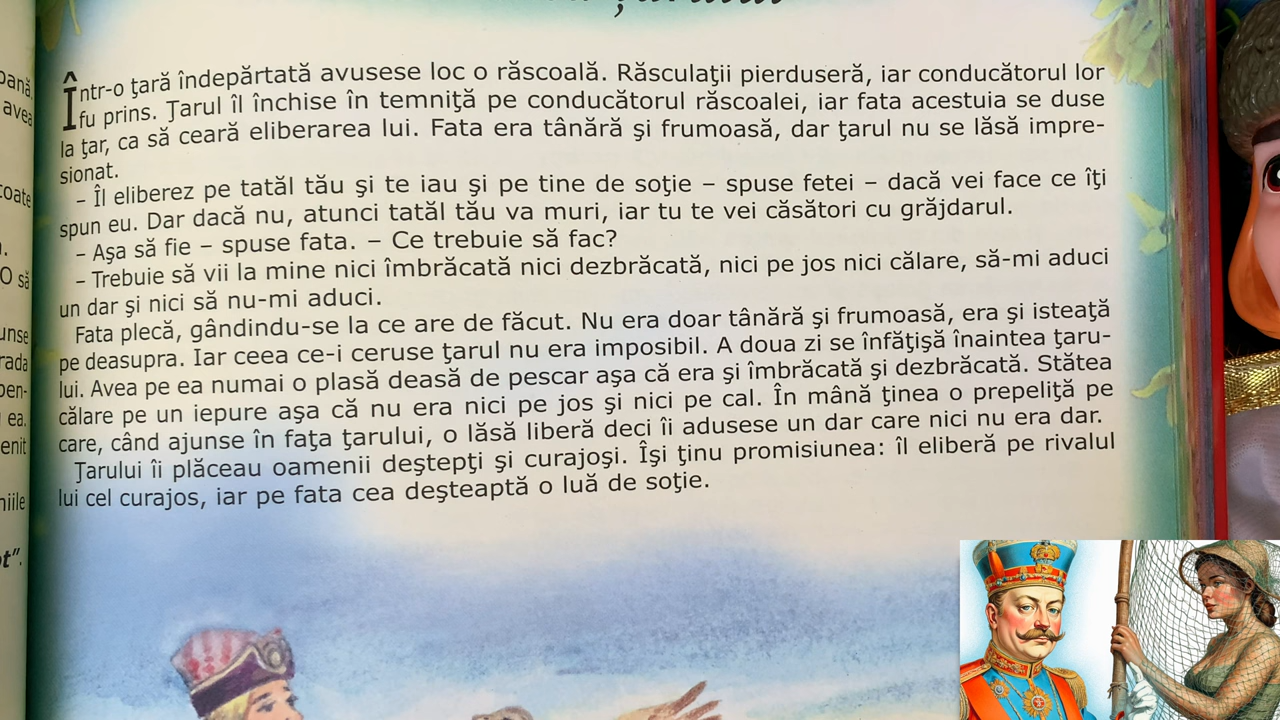 Într-o ţară îndepărtată avusese loc o răscoală. Răsculaţii pierduseră, iar conducătorul lor
fu prins. Ţarul îl închise în temniţă pe conducătorul răscoalei, iar fata acestuia se duse
la ţar, ca să ceară eliberarea lui. Fata era tânără şi frumoasă, dar ţarul nu se lăsă impre-
sionat.
– Îl eliberez pe tatăl tău şi te iau şi pe tine de soţie – spuse fetei – dacă vei face ce îţi
spun eu. Dar dacă nu, atunci tatăl tău va muri, iar tu te vei căsători cu grăjdarul.
– Aşa să fie – spuse fata. – Ce trebuie să fac?
– Trebuie să vii la mine nici îmbrăcată nici dezbrăcată, nici pe jos nici călare, să-mi aduci
un dar şi nici să nu-mi aduci.
Fata plecă, gândindu-se la ce are de făcut. Nu era doar tânără şi frumoasă, era şi isteaţă
pe deasupra. Iar ceea ce-i ceruse ţarul nu era imposibil. A doua zi se înfăţişă înaintea ţaru-
lui. Avea pe ea numai o plasă deasă de pescar aşa că era şi îmbrăcată şi dezbrăcată. Stătea
călare pe un iepure aşa că nu era nici pe jos şi nici pe cal. În mână ţinea o prepeliţă pe
care, când ajunse în faţa ţarului, o lăsă liberă deci îi adusese un dar care nici nu era dar.
Ţarului îi plăceau oamenii deştepţi şi curajoşi. Îşi ţinu promisiunea: îl eliberă pe rivalul
lui cel curajos, iar pe fata cea deşteaptă o luă de soţie.